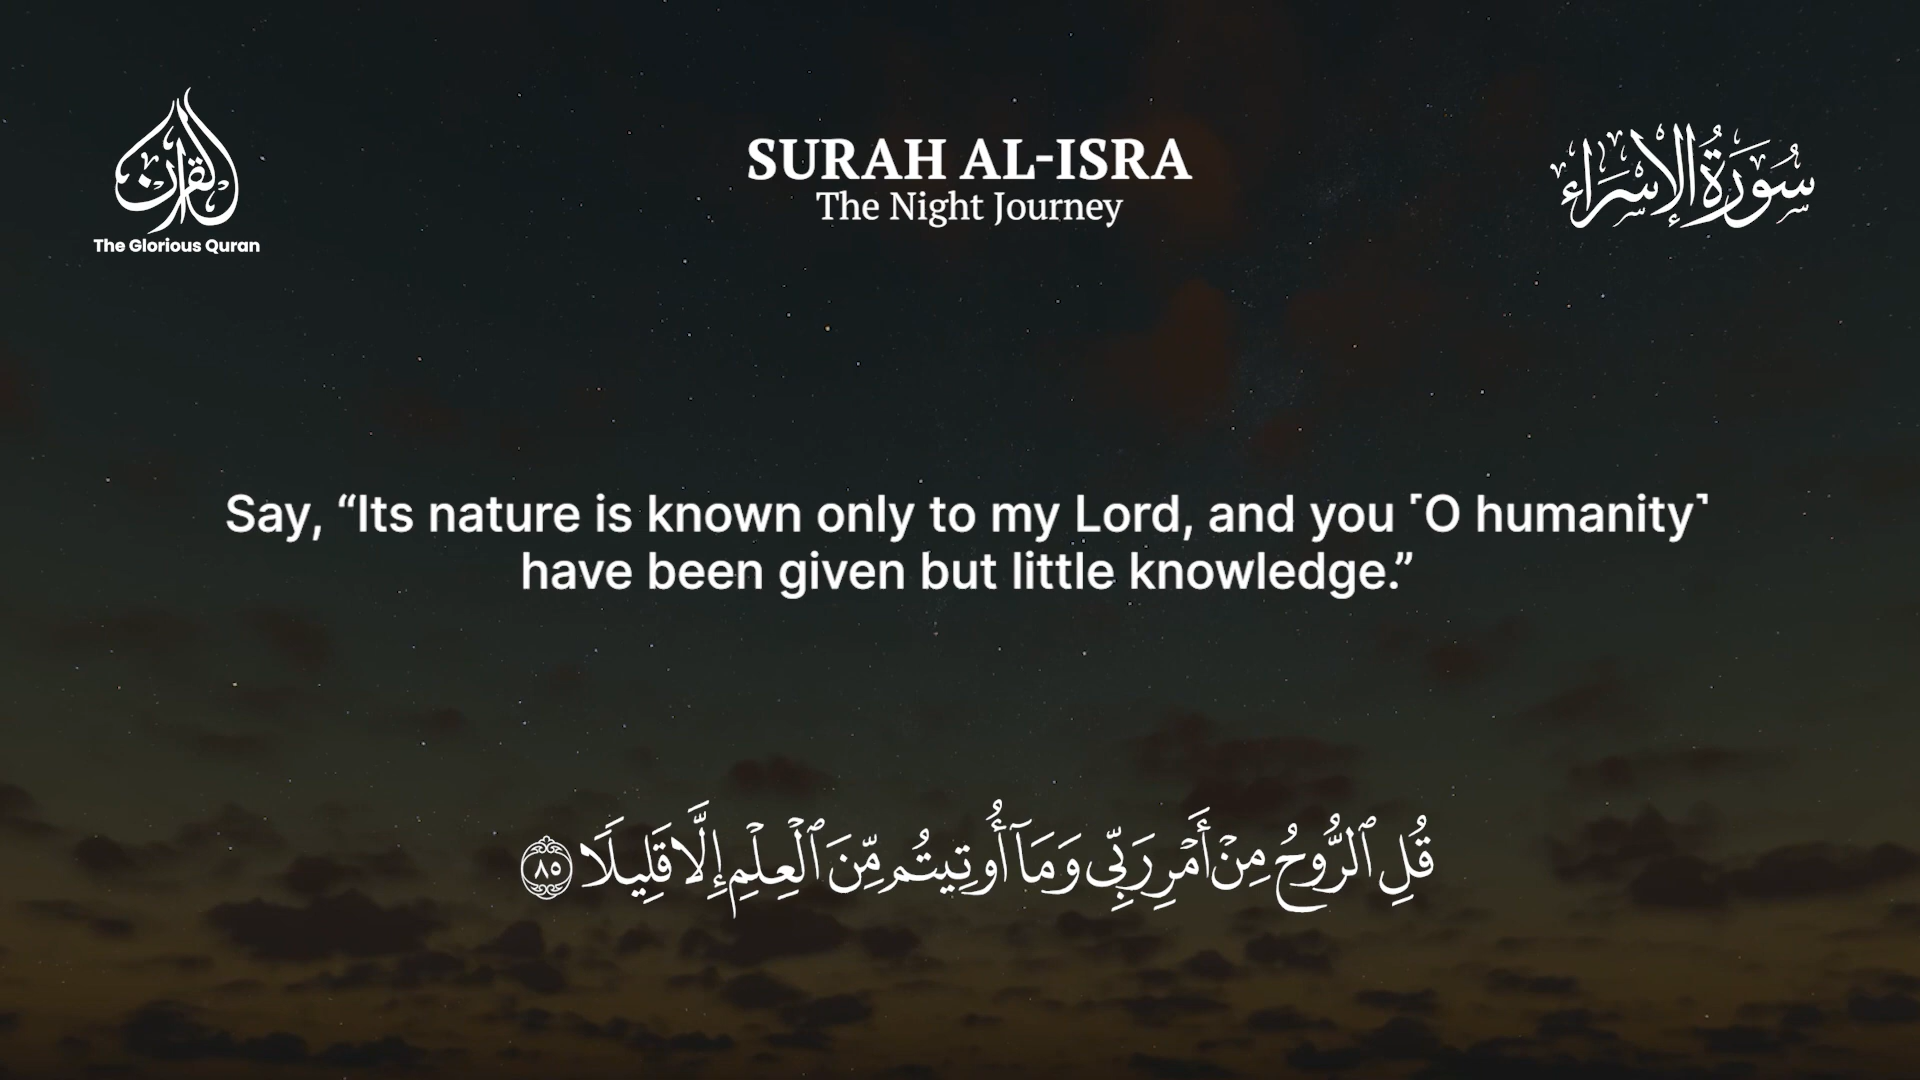 القرآن
The Glorious Quran
SURAH AL-ISRA
The Night Journey
سُورَةُ الإِسْرَاء
Say, “Its nature is known only to my Lord, and you ˹O humanity˺
have been given but little knowledge.”
قُلِ ٱلرُّوحُ مِنْ أَمْرِ رَبِّى وَمَآ أُوتِيتُم مِّنَ ٱلْعِلْمِ إِلَّا قَلِيلًا ٨٥